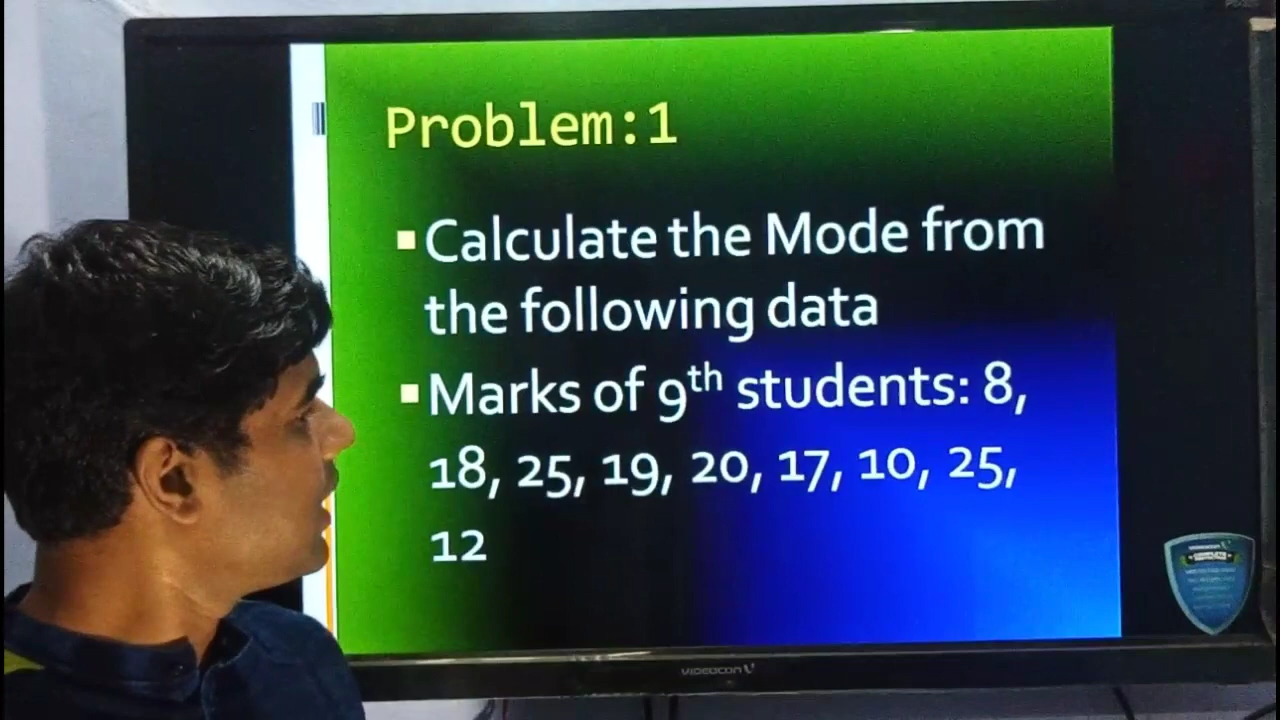 Problem:1
▪Calculate the Mode from
the following data
▪Marks of 9th students: 8,
18, 25, 19, 20, 17, 10, 25,
12
VIDEOCON